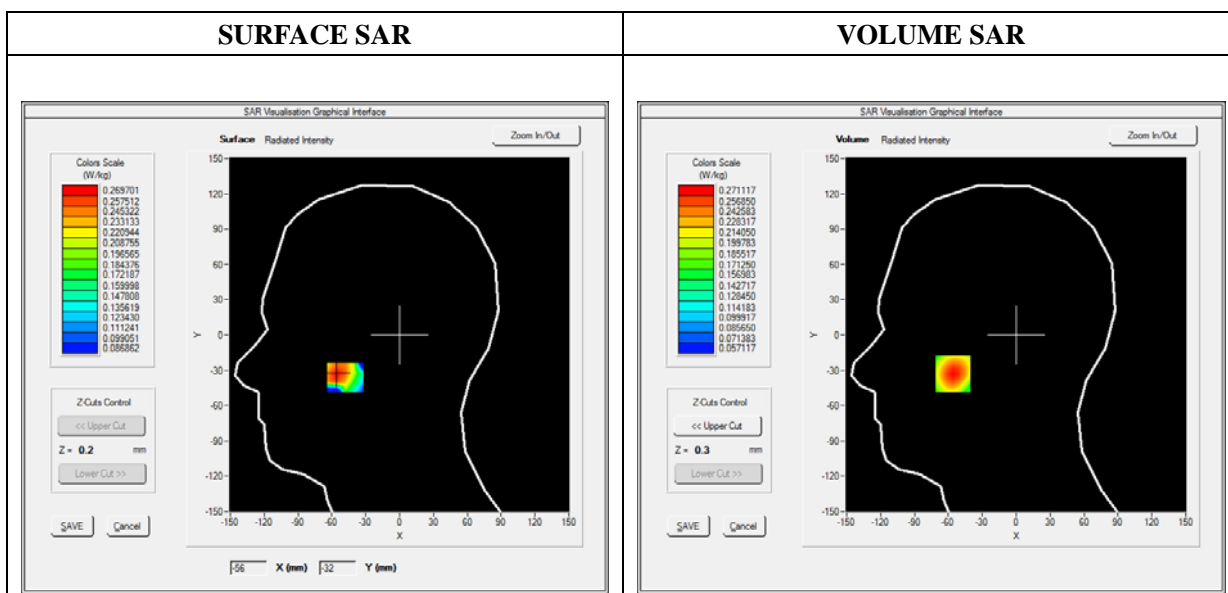 SURFACE SAR
VOLUME SAR
SAR Visualisation Graphical Interface
Surface Radiated Intensity
Zoom In/Out
Colors Scale
(W/kg)
0.269701
0.257512
0.245322
0.233133
0.220944
0.208755
0.196565
0.184376
0.172187
0.159998
0.147808
0.135619
0.123430
0.111241
0.099051
0.086862
150
120
90
60
30
0
-30
-60
-90
-120
-150
Y
-150 -120 -90 -60 -30 0 30 60 90 120 150
X
Z-Cuts Control
<< Upper Cut
Z = 0.2 mm
Lower Cut >>
SAVE Cancel
-56 X (mm) -32 Y (mm)
SAR Visualisation Graphical Interface
Volume Radiated Intensity
Zoom In/Out
Colors Scale
(W/kg)
0.271117
0.256850
0.242583
0.228317
0.214050
0.199783
0.185517
0.171250
0.156983
0.142717
0.128450
0.114183
0.099917
0.085650
0.071383
0.057117
150
120
90
60
30
0
-30
-60
-90
-120
-150
Y
-150 -120 -90 -60 -30 0 30 60 90 120 150
X
Z-Cuts Control
<< Upper Cut
Z = 0.3 mm
Lower Cut >>
SAVE Cancel